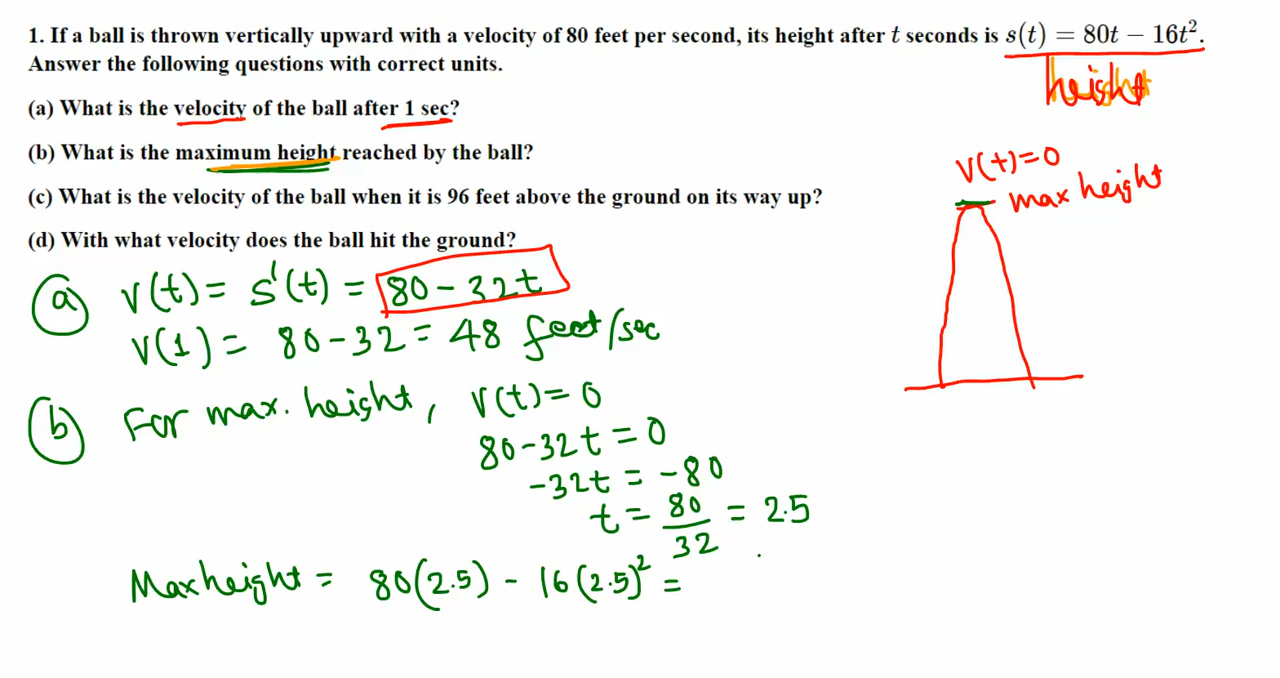 1. If a ball is thrown vertically upward with a velocity of 80 feet per second, its height after t seconds is s(t) = 80t − 16t².
Answer the following questions with correct units.
height
(a) What is the velocity of the ball after 1 sec?
(b) What is the maximum height reached by the ball?
v(t)=0
max height
(c) What is the velocity of the ball when it is 96 feet above the ground on its way up?
(d) With what velocity does the ball hit the ground?
(a) v(t) = s'(t) = 80 - 32t
v(1) = 80 - 32 = 48 feet/sec
(b) For max. height, v(t) = 0
80 - 32t = 0
-32t = -80
t = 80/32 = 2.5
Max height = 80(2.5) - 16(2.5)² =